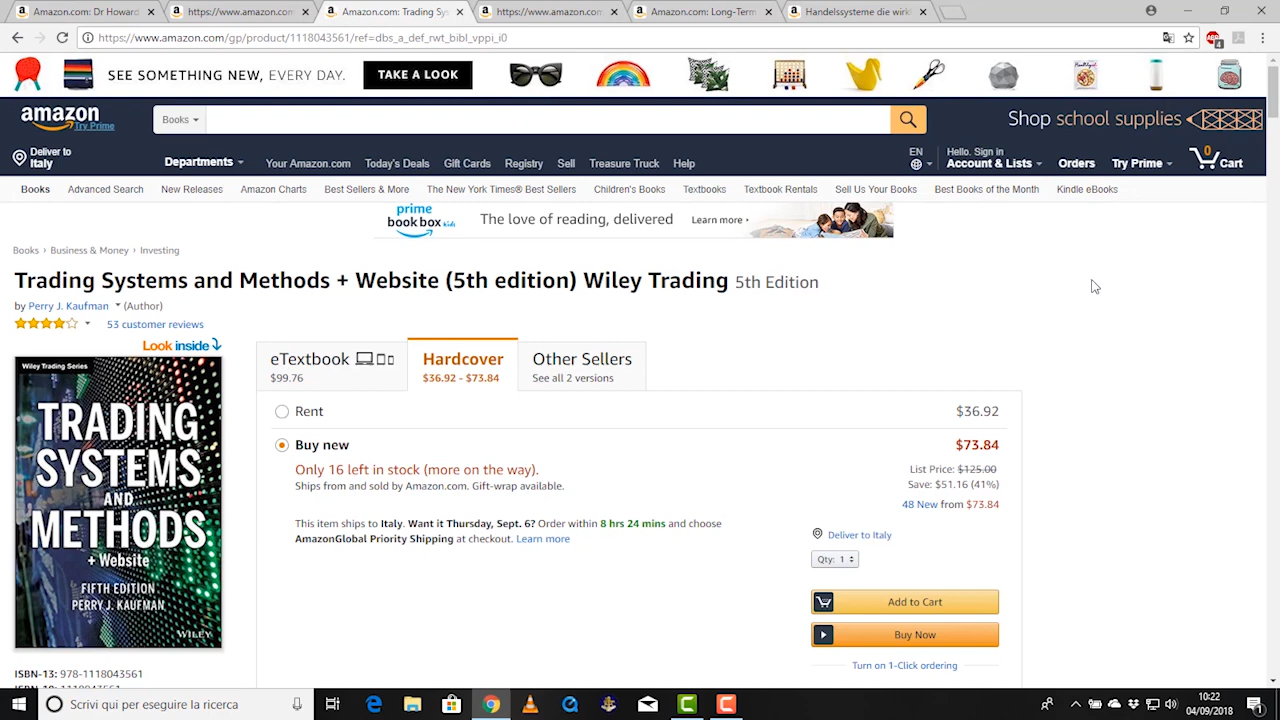 Amazon.com: Dr Howard
https://www.amazon.com
Amazon.com: Trading Sys
https://www.amazon.com
Amazon.com: Long-Term
Handelssysteme die wirkl
https://www.amazon.com/gp/product/1118043561/ref=dbs_a_def_rwt_bibl_vppi_i0
ABP
4
SEE SOMETHING NEW, EVERY DAY.
TAKE A LOOK
amazon
Try Prime
Books
Shop school supplies
Deliver to
Italy
Departments
Your Amazon.com
Today's Deals
Gift Cards
Registry
Sell
Treasure Truck
Help
EN
Hello. Sign in
Account & Lists
Orders
Try Prime
0
Cart
Books
Advanced Search
New Releases
Amazon Charts
Best Sellers & More
The New York Times® Best Sellers
Children's Books
Textbooks
Textbook Rentals
Sell Us Your Books
Best Books of the Month
Kindle eBooks
prime
book box kids
The love of reading, delivered
Learn more ›
Books › Business & Money › Investing
Trading Systems and Methods + Website (5th edition) Wiley Trading 5th Edition
by Perry J. Kaufman (Author)
53 customer reviews
Look inside
Wiley Trading Series
TRADING
SYSTEMS
AND
METHODS
+ Website
FIFTH EDITION
PERRY J. KAUFMAN
WILEY
eTextbook
$99.76
Hardcover
$36.92 - $73.84
Other Sellers
See all 2 versions
Rent
$36.92
Buy new
$73.84
Only 16 left in stock (more on the way).
Ships from and sold by Amazon.com. Gift-wrap available.
List Price: $125.00
Save: $51.16 (41%)
48 New from $73.84
This item ships to Italy. Want it Thursday, Sept. 6? Order within 8 hrs 24 mins and choose
AmazonGlobal Priority Shipping at checkout. Learn more
Deliver to Italy
Qty: 1
Add to Cart
Buy Now
Turn on 1-Click ordering
ISBN-13: 978-1118043561
ISBN-10: 1118043561
Scrivi qui per eseguire la ricerca
10:22
04/09/2018
1